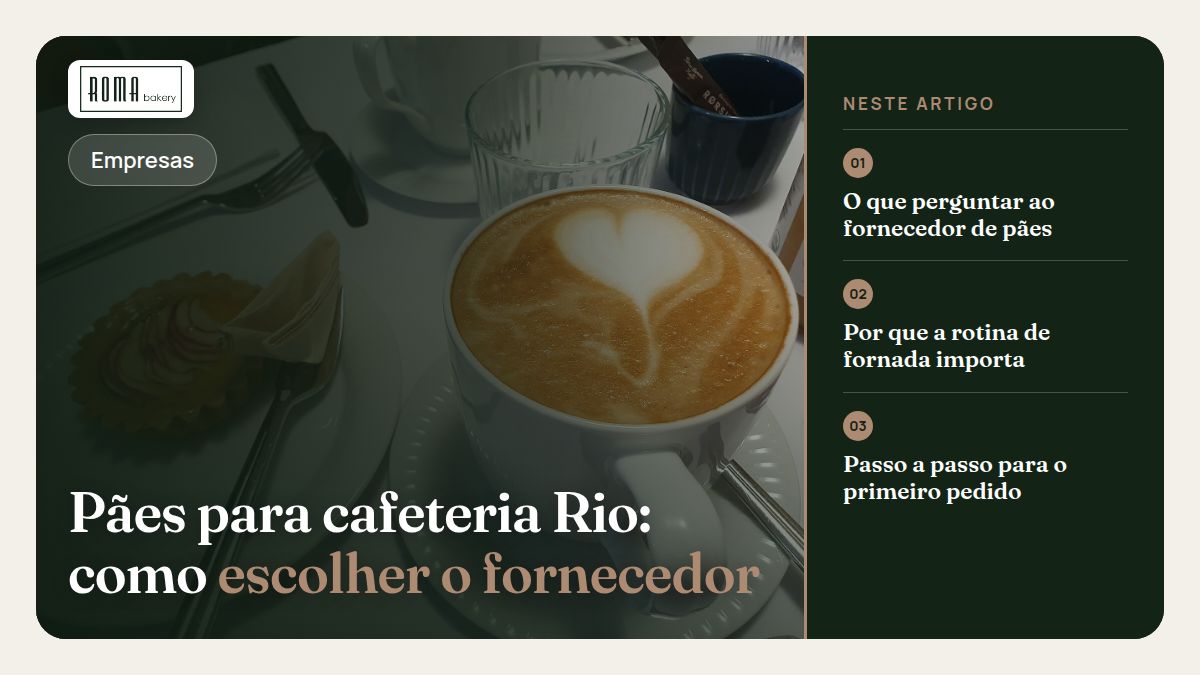 ROMA bakery
Empresas
Pães para cafeteria Rio:
como escolher o fornecedor
NESTE ARTIGO
01
O que perguntar ao
fornecedor de pães
02
Por que a rotina de
fornada importa
03
Passo a passo para o
primeiro pedido